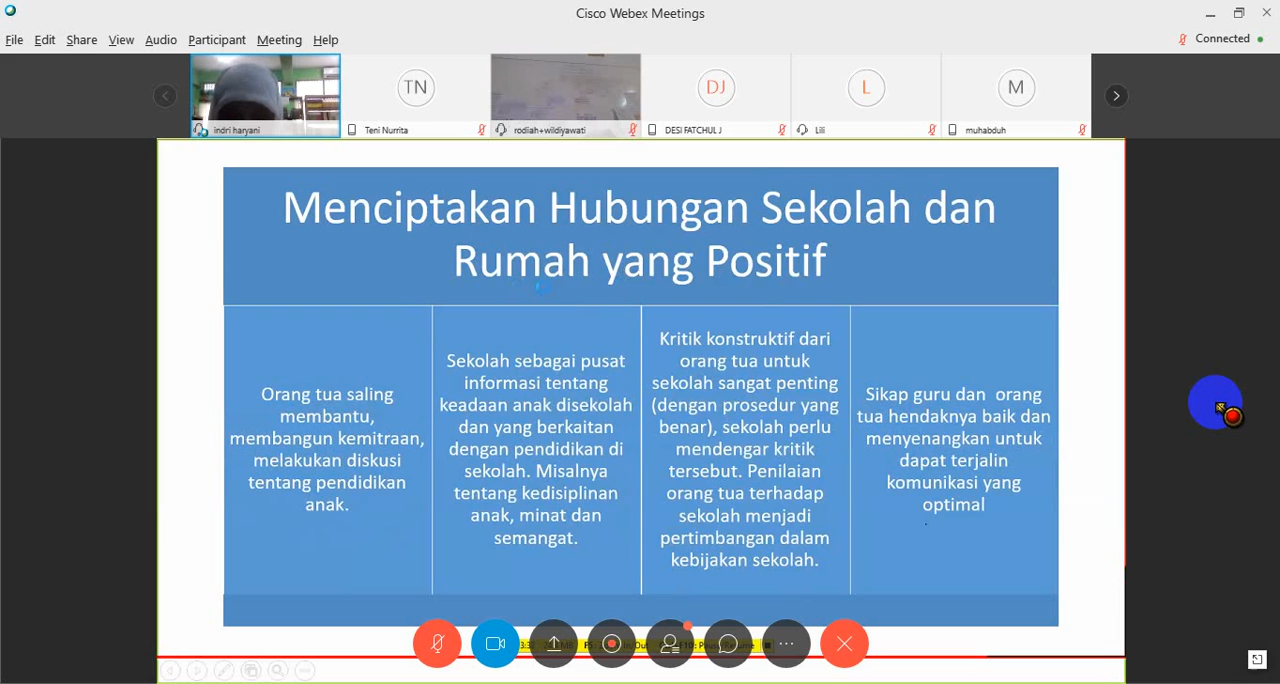 Cisco Webex Meetings
File Edit Share View Audio Participant Meeting Help
Connected
TN
DJ
L
M
indri haryani
Teni Nurrita
rodiah+wildiyawati
DESI FATCHUL J
Lili
muhabduh
Menciptakan Hubungan Sekolah dan
Rumah yang Positif
Orang tua saling
membantu,
membangun kemitraan,
melakukan diskusi
tentang pendidikan
anak.
Sekolah sebagai pusat
informasi tentang
keadaan anak disekolah
dan yang berkaitan
dengan pendidikan di
sekolah. Misalnya
tentang kedisiplinan
anak, minat dan
semangat.
Kritik konstruktif dari
orang tua untuk
sekolah sangat penting
(dengan prosedur yang
benar), sekolah perlu
mendengar kritik
tersebut. Penilaian
orang tua terhadap
sekolah menjadi
pertimbangan dalam
kebijakan sekolah.
Sikap guru dan  orang
tua hendaknya baik dan
menyenangkan untuk
dapat terjalin
komunikasi yang
optimal